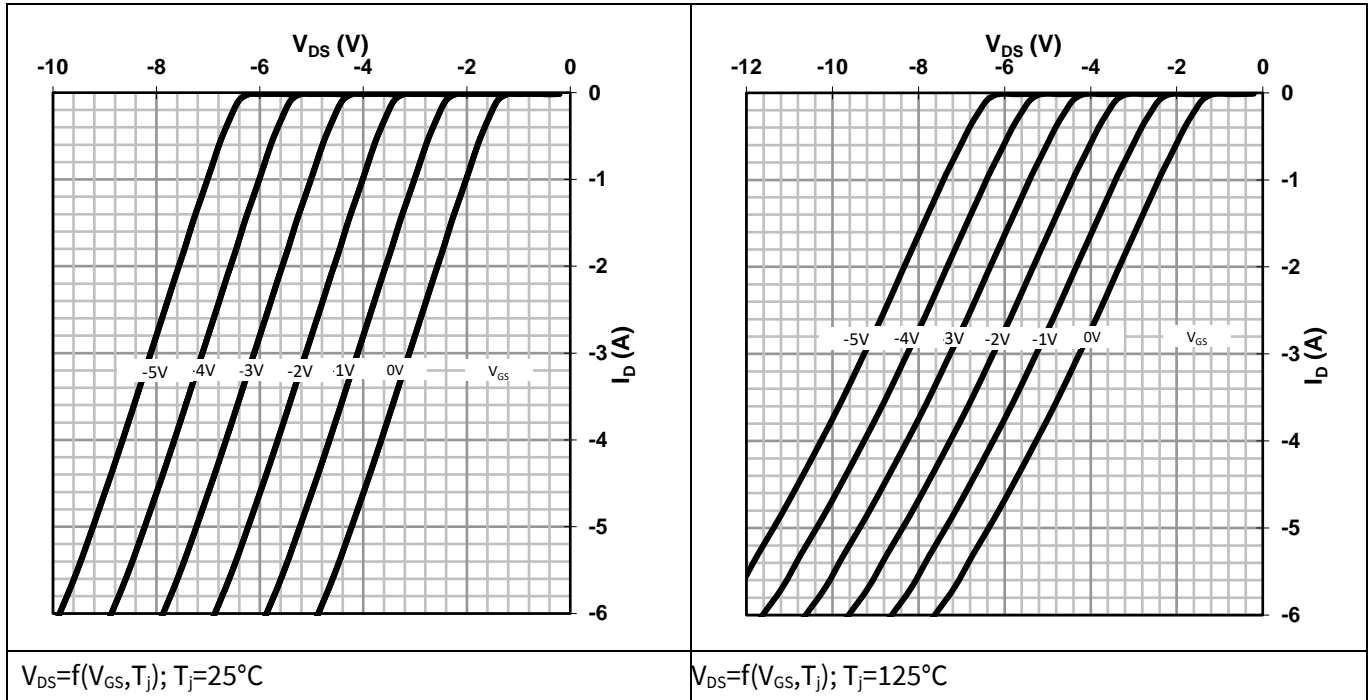 V_DS (V)
-10 -8 -6 -4 -2 0
0
-1
-2
-3
-4
-5
-6
I_D (A)
-5V -4V -3V -2V -1V 0V V_GS
V_DS=f(V_GS,T_j); T_j=25°C
V_DS (V)
-12 -10 -8 -6 -4 -2 0
0
-1
-2
-3
-4
-5
-6
I_D (A)
-5V -4V -3V -2V -1V 0V V_GS
V_DS=f(V_GS,T_j); T_j=125°C